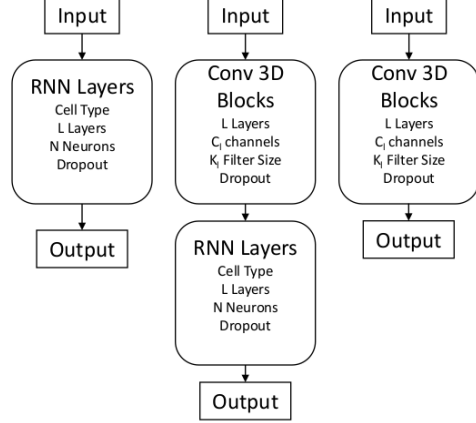 Input
RNN Layers
Cell Type
L Layers
N Neurons
Dropout
Output
Input
Conv 3D
Blocks
L Layers
Cₗ channels
Kₗ Filter Size
Dropout
RNN Layers
Cell Type
L Layers
N Neurons
Dropout
Output
Input
Conv 3D
Blocks
L Layers
Cₗ channels
Kₗ Filter Size
Dropout
Output